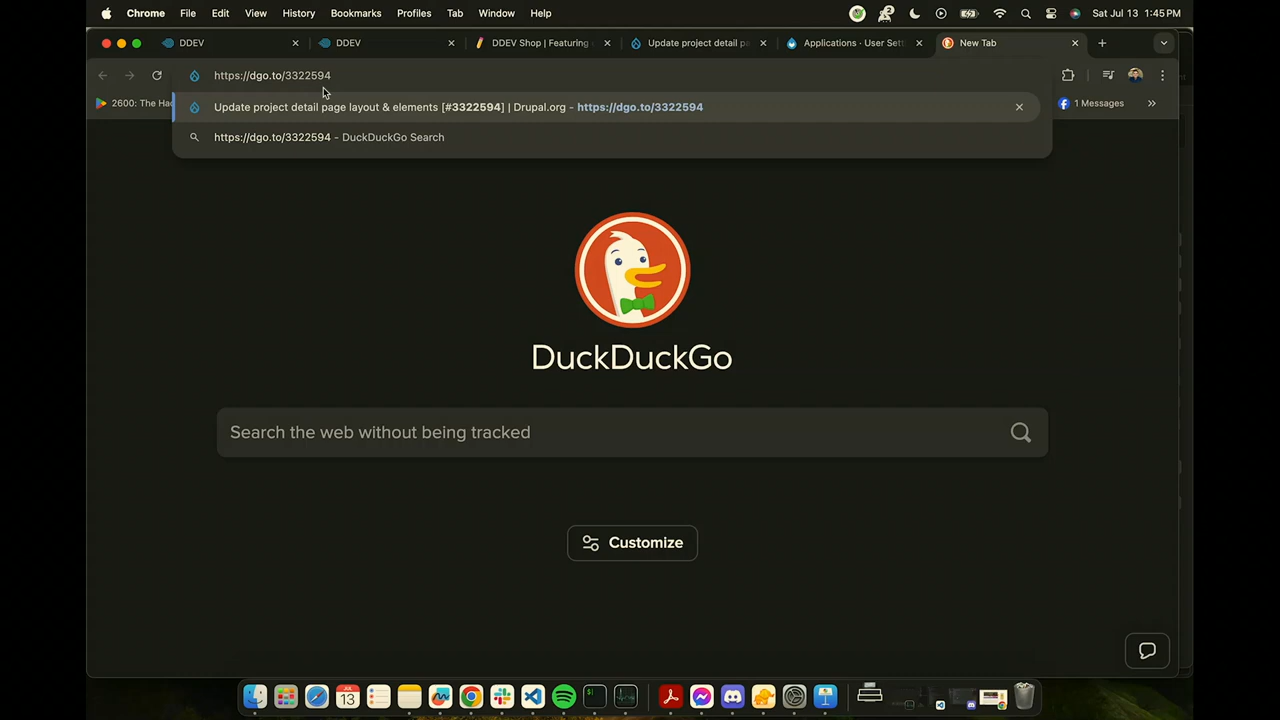 Chrome File Edit View History Bookmarks Profiles Tab Window Help Sat Jul 13 1:45 PM
DDEV DDEV DDEV Shop | Featuring Update project detail p Applications · User Sett New Tab
https://dgo.to/3322594
2600: The Ha 1 Messages
Update project detail page layout & elements [#3322594] | Drupal.org – https://dgo.to/3322594
https://dgo.to/3322594 – DuckDuckGo Search
DuckDuckGo
Search the web without being tracked
Customize
JUL
13